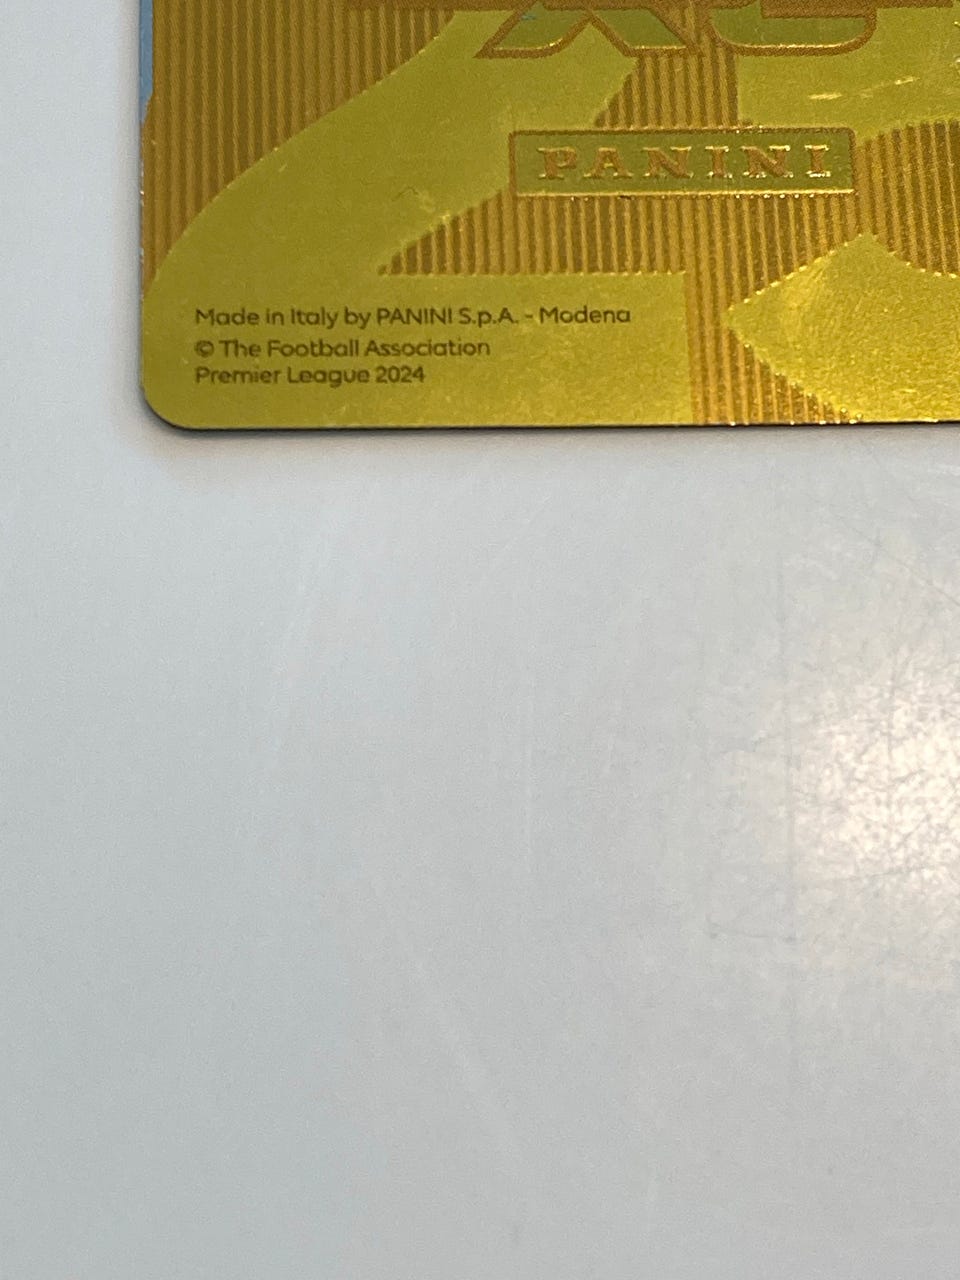 PANINI
Made in Italy by PANINI S.p.A. - Modena
© The Football Association
Premier League 2024